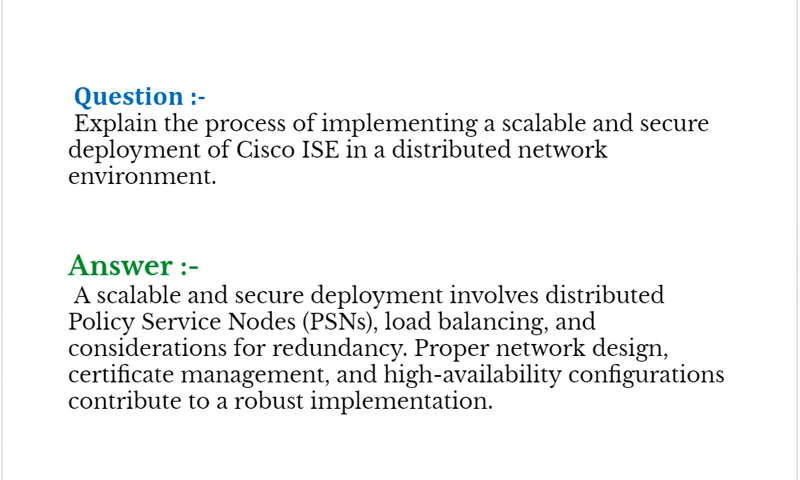 Question :-
Explain the process of implementing a scalable and secure
deployment of Cisco ISE in a distributed network
environment.
Answer :-
A scalable and secure deployment involves distributed
Policy Service Nodes (PSNs), load balancing, and
considerations for redundancy. Proper network design,
certificate management, and high-availability configurations
contribute to a robust implementation.